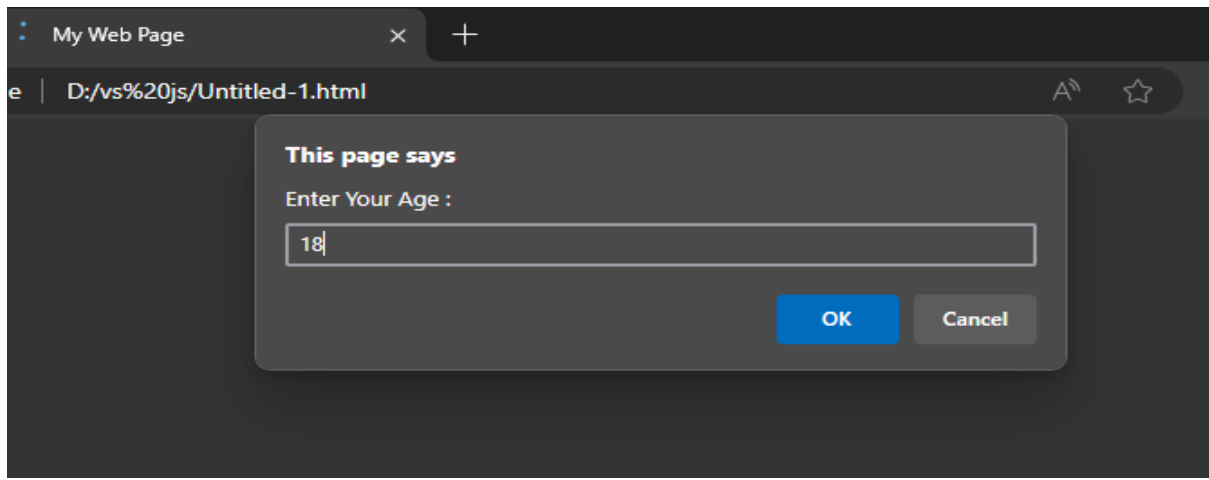 My Web Page
e | D:/vs%20js/Untitled-1.html
This page says
Enter Your Age :
18
OK Cancel